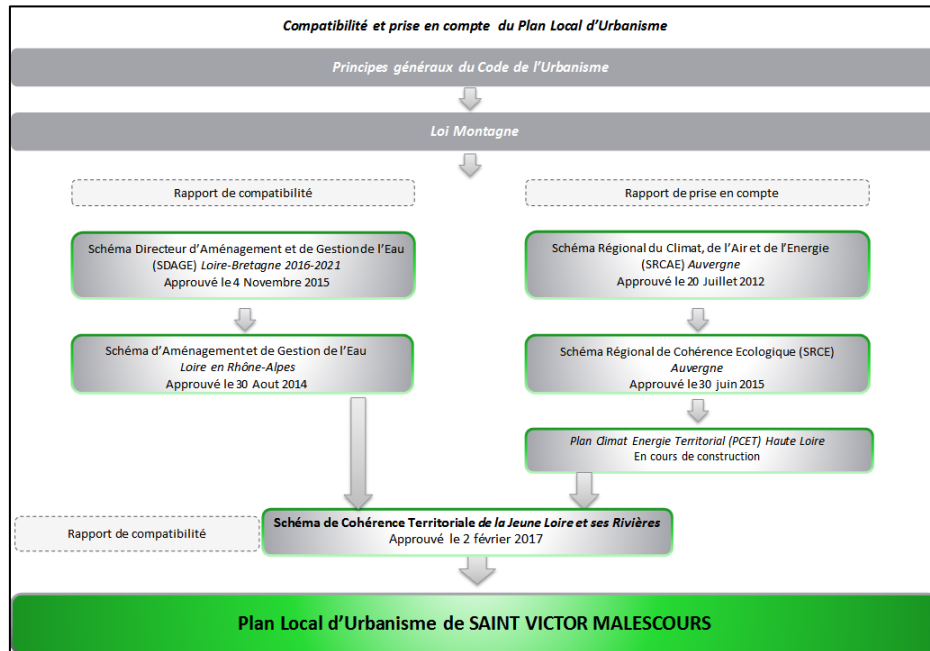 Compatibilité et prise en compte du Plan Local d'Urbanisme
Principes généraux du Code de l'Urbanisme
Loi Montagne
Rapport de compatibilité
Rapport de prise en compte
Schéma Directeur d'Aménagement et de Gestion de l'Eau
(SDAGE) Loire-Bretagne 2016-2021
Approuvé le 4 Novembre 2015
Schéma Régional du Climat, de l'Air et de l'Energie
(SRCAE) Auvergne
Approuvé le 20 Juillet 2012
Schéma d'Aménagement et de Gestion de l'Eau
Loire en Rhône-Alpes
Approuvé le 30 Aout 2014
Schéma Régional de Cohérence Ecologique (SRCE)
Auvergne
Approuvé le 30 juin 2015
Plan Climat Energie Territorial (PCET) Haute Loire
En cours de construction
Rapport de compatibilité
Schéma de Cohérence Territoriale de la Jeune Loire et ses Rivières
Approuvé le 2 février 2017
Plan Local d'Urbanisme de SAINT VICTOR MALESCOURS